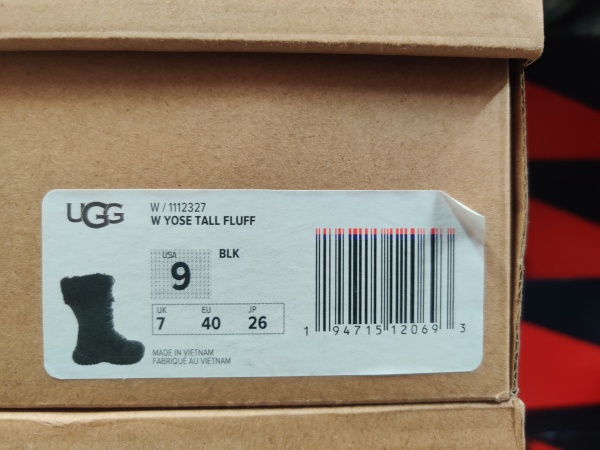 UGG
W / 1112327
W YOSE TALL FLUFF
USA
9
BLK
UK EU JP
7 40 26
MADE IN VIETNAM
FABRIQUÉ AU VIETNAM
1 94715 12069 3